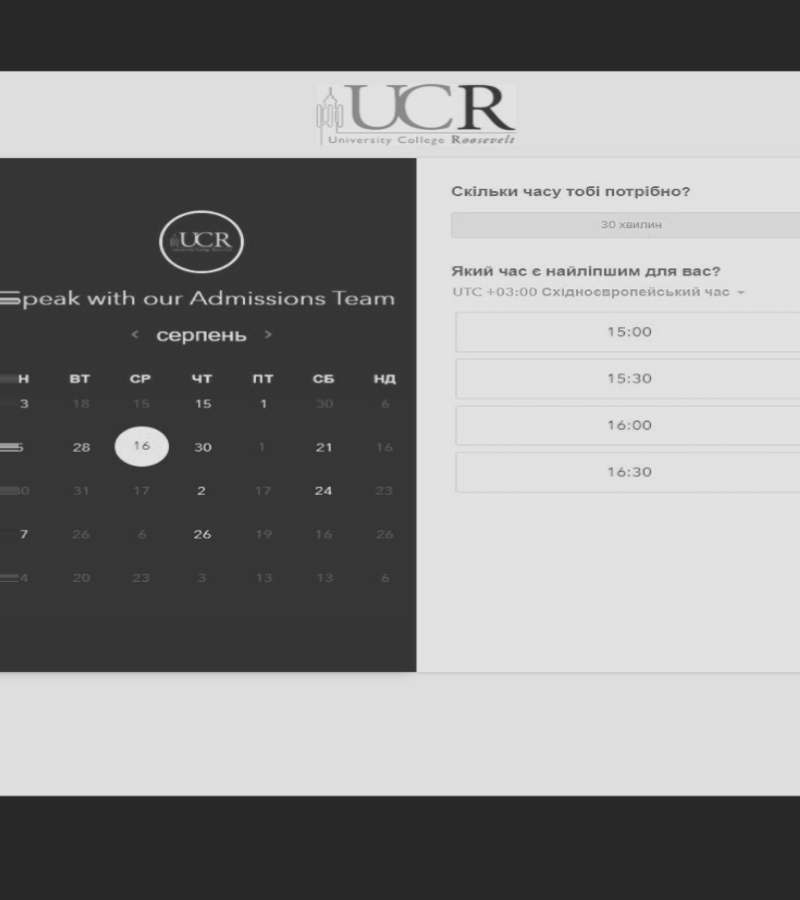 UCR
University College Roosevelt
UCR
Speak with our Admissions Team
< серпень >
Н ВТ СР ЧТ ПТ СБ НД
3 18 15 15 1 30 6
5 28 16 30 1 21 16
0 31 17 2 17 24 23
7 26 6 26 19 16 26
4 20 23 3 13 13 6
Скільки часу тобі потрібно?
30 хвилин
Який час є найліпшим для вас?
UTC +03:00 Східноєвропейський час
15:00
15:30
16:00
16:30